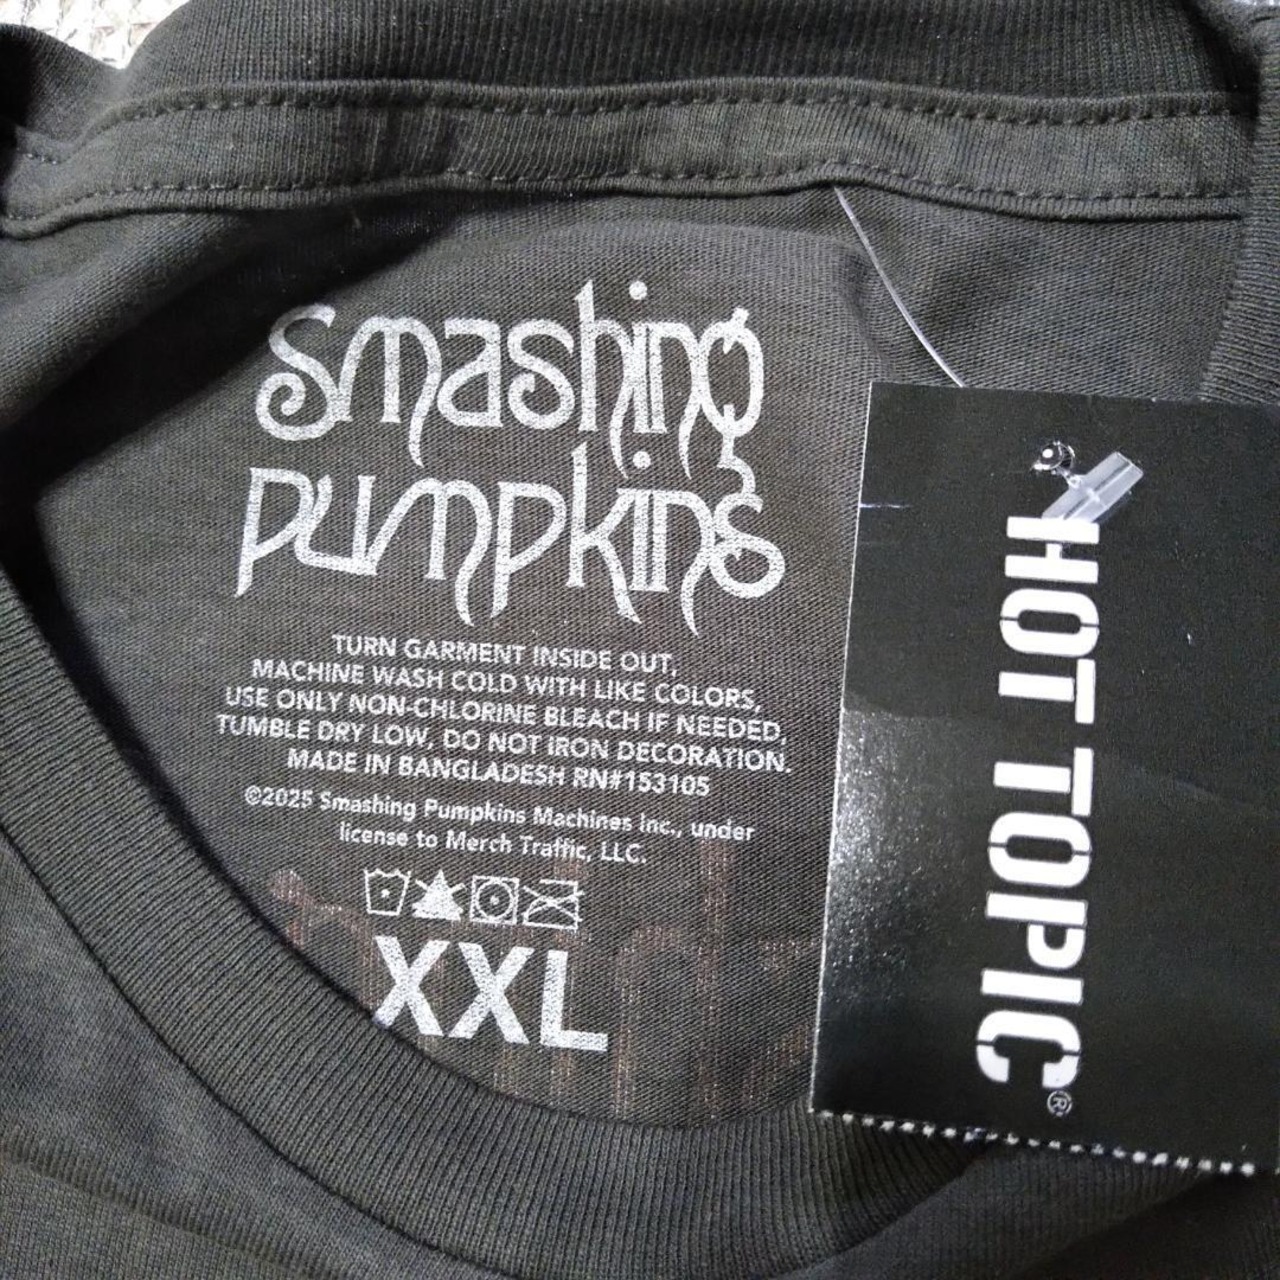 Smashing
Pumpkins
TURN GARMENT INSIDE OUT,
MACHINE WASH COLD WITH LIKE COLORS,
USE ONLY NON-CHLORINE BLEACH IF NEEDED,
TUMBLE DRY LOW, DO NOT IRON DECORATION.
MADE IN BANGLADESH RN#153105
©2025 Smashing Pumpkins Machines Inc., under
license to Merch Traffic, LLC.
XXL
HOT TOPIC®